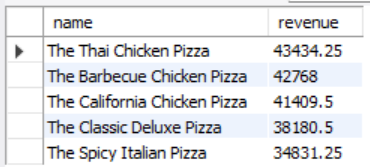 name revenue
The Thai Chicken Pizza 43434.25
The Barbecue Chicken Pizza 42768
The California Chicken Pizza 41409.5
The Classic Deluxe Pizza 38180.5
The Spicy Italian Pizza 34831.25